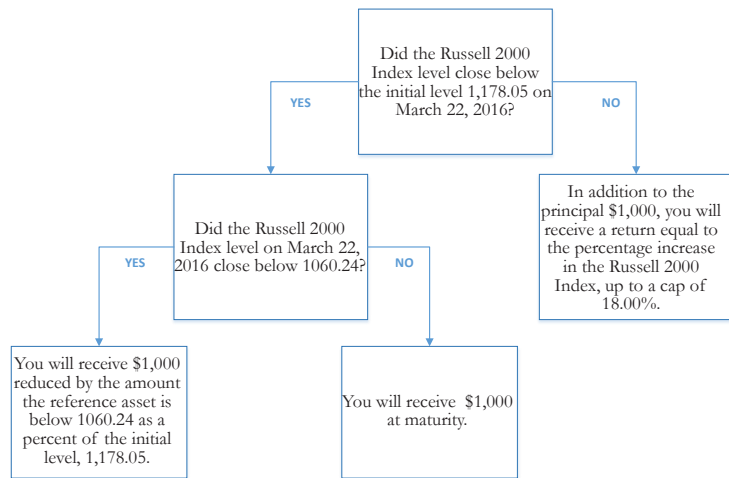 Did the Russell 2000
Index level close below
the initial level 1,178.05 on
March 22, 2016?
YES
NO
Did the Russell 2000
Index level on March 22,
2016 close below 1060.24?
In addition to the
principal $1,000, you will
receive a return equal to
the percentage increase
in the Russell 2000
Index, up to a cap of
18.00%.
YES
NO
You will receive $1,000
reduced by the amount
the reference asset is
below 1060.24 as a
percent of the initial
level, 1,178.05.
You will receive $1,000
at maturity.